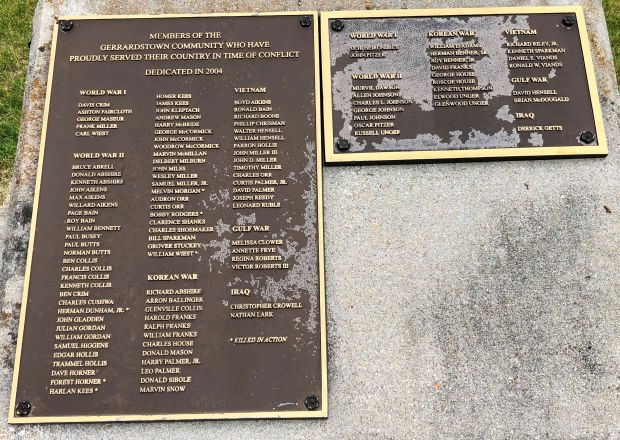 MEMBERS OF THE
GERRARDSTOWN COMMUNITY WHO HAVE
PROUDLY SERVED THEIR COUNTRY IN TIME OF CONFLICT
DEDICATED IN 2004
WORLD WAR I
DAVIS CRIM
ASHTON FAIRCLOTH
GEORGE MASEUR
FRANK MILLER
CARL WIEST
WORLD WAR II
BRUCE ABRELL
DONALD ABSHIRE
KENNETH ABSHIRE
JOHN AIKENS
MAX AIKENS
WILLARD AIKENS
PAGE BAIN
ROY BAIN
WILLIAM BENNETT
PAUL BUSEY
PAUL BUTTS
NORMAN BUTTS
BEN COLLIS
CHARLES COLLIS
FRANCIS COLLIS
KENNETH COLLIS
BEN CRIM
CHARLES CUSHWA
HERMAN DUNHAM, JR. *
JOHN GLADDEN
JULIAN GORDAN
WILLIAM GORDAN
SAMUEL HIGGENS
EDGAR HOLLIS
TRAMMEL HOLLIS
DAVE HORNER
FOREST HORNER *
HARLAN KEES *
HOMER KEES
JAMES KEES
JOHN KLEPTACH
ANDREW MASON
HARRY McBRIDE
GEORGE McCORMICK
JOHN McCORMICK
WOODROW McCORMICK
MARVIN McMILLAN
DELBERT MILBURN
JOHN MILES
WESLEY MILLER
SAMUEL MILLER, JR.
MELVIN MORGAN *
AUDRON ORR
CURTIS ORR
BOBBY RODGERS *
CLARENCE SHANKS
CHARLES SHOEMAKER
BILL SPARKMAN
GROVER STUCKEY
WILLIAM WIEST *
KOREAN WAR
RICHARD ABSHIRE
ARRON BALLINGER
GLENVILLE COLLIS
HAROLD FRANKS
RALPH FRANKS
WILLIAM FRANKS
CHARLES HOUSE
DONALD MASON
HARRY PALMER, JR.
LEO PALMER
DONALD SIBOLE
MARVIN SNOW
VIETNAM
BOYD AIKENS
RONALD BAIN
RICHARD BOONE
PHILLIP CHRISMAN
WALTER HENSELL
WILLIAM HENSELL
PARRON HOLLIS
JOHN MILLER III
JOHN D. MILLER
TIMOTHY MILLER
CHARLES ORR
CURTIS PALMER, JR.
DAVID PALMER
JOSEPH REEDY
LEONARD RUBLE
GULF WAR
MELISSA CLOWER
ANNETTE FRYE
REGINA ROBERTS
VICTOR ROBERTS III
IRAQ
CHRISTOPHER CROWELL
NATHAN LARK
* KILLED IN ACTION
WORLD WAR I
JOHN PITZER
WORLD WAR II
MURVIE DAWSON
ALLEN JOHNSON
CHARLES L. JOHNSON
GEORGE JOHNSON
PAUL JOHNSON
OSCAR PITZER
RUSSELL UNGER
KOREAN WAR
WILLIAM D. ADAMS
HERMAN BENNER, JR.
ROY BENNER, JR.
DAVID FRANKS
GEORGE HOUSE
ROSCOE HOUSE
KENNETH THOMPSON
ELWOOD UNGER
GLENWOOD UNGER
VIETNAM
RICHARD RILEY, JR.
KENNETH SPARKMAN
DANIEL E. VIANDS
RONALD W. VIANDS
GULF WAR
DAVID HENSELL
BRIAN McDOUGALD
IRAQ
DERRICK GETTS